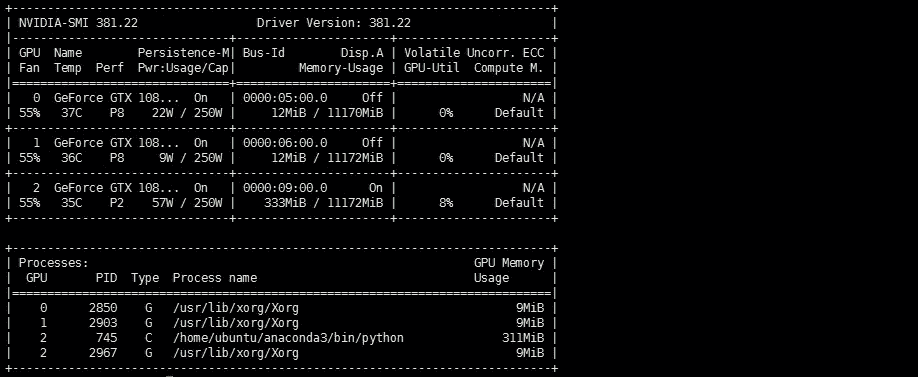 +-----------------------------------------------------------------------------+
| NVIDIA-SMI 381.22                 Driver Version: 381.22                    |
|-------------------------------+----------------------+----------------------+
| GPU  Name        Persistence-M| Bus-Id        Disp.A | Volatile Uncorr. ECC |
| Fan  Temp  Perf  Pwr:Usage/Cap|         Memory-Usage | GPU-Util  Compute M. |
|===============================+======================+======================|
|   0  GeForce GTX 108...  On   | 0000:05:00.0     Off |                  N/A |
| 55%   37C    P8    22W / 250W |     12MiB / 11170MiB |      0%      Default |
+-------------------------------+----------------------+----------------------+
|   1  GeForce GTX 108...  On   | 0000:06:00.0     Off |                  N/A |
| 55%   36C    P8     9W / 250W |     12MiB / 11172MiB |      0%      Default |
+-------------------------------+----------------------+----------------------+
|   2  GeForce GTX 108...  On   | 0000:09:00.0      On |                  N/A |
| 55%   35C    P2    57W / 250W |    333MiB / 11172MiB |      8%      Default |
+-------------------------------+----------------------+----------------------+

+-----------------------------------------------------------------------------+
| Processes:                                                       GPU Memory |
|  GPU       PID  Type  Process name                               Usage      |
|=============================================================================|
|    0      2850    G   /usr/lib/xorg/Xorg                               9MiB |
|    1      2903    G   /usr/lib/xorg/Xorg                               9MiB |
|    2       745    C   /home/ubuntu/anaconda3/bin/python              311MiB |
|    2      2967    G   /usr/lib/xorg/Xorg                               9MiB |
+-----------------------------------------------------------------------------+